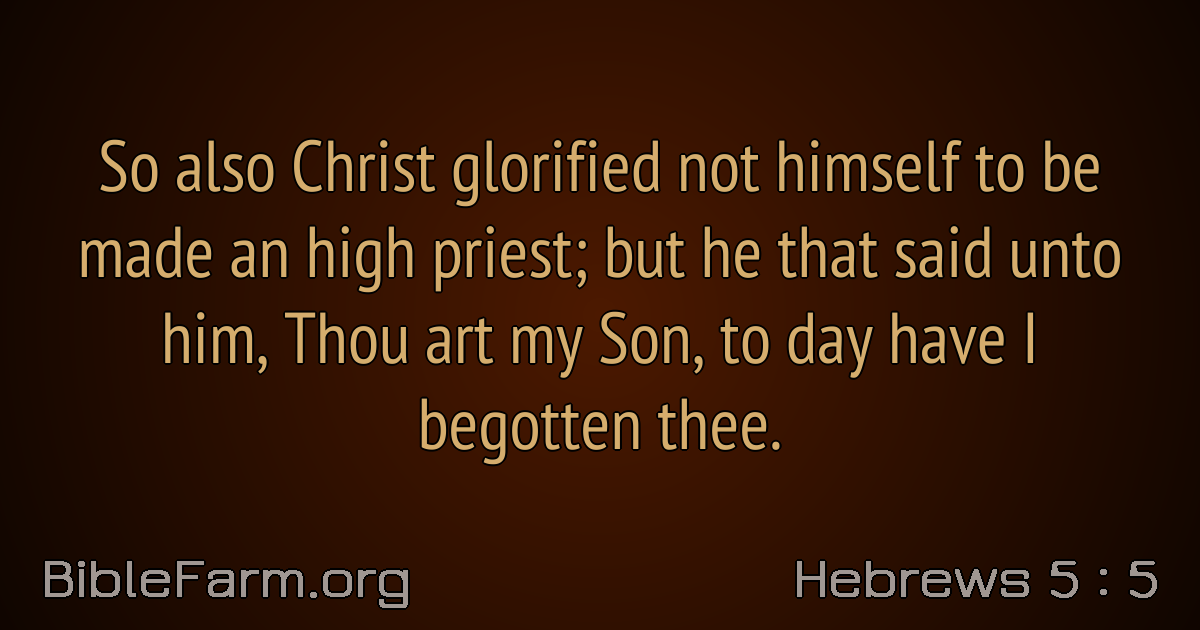 So also Christ glorified not himself to be
made an high priest; but he that said unto
him, Thou art my Son, to day have I
begotten thee.
BibleFarm.org
Hebrews 5 : 5